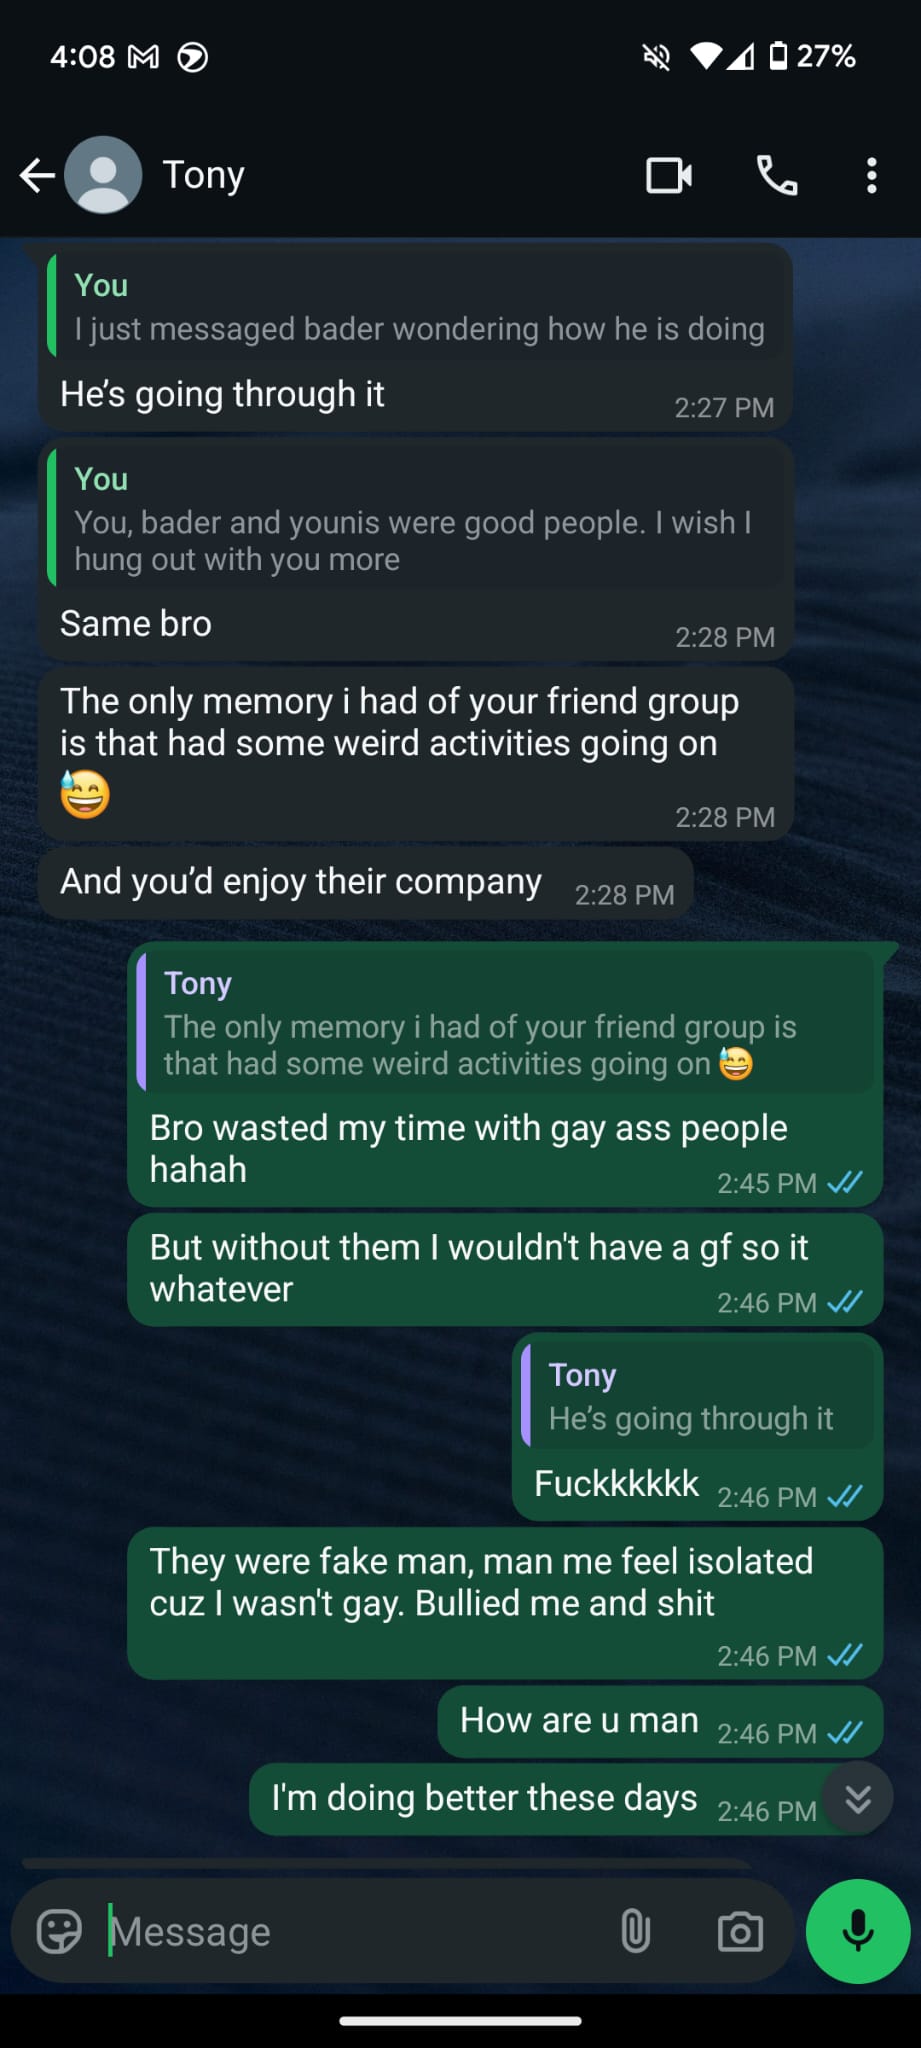 4:08
27%
Tony
You
I just messaged bader wondering how he is doing
He's going through it
2:27 PM
You
You, bader and younis were good people. I wish I
hung out with you more
Same bro
2:28 PM
The only memory i had of your friend group
is that had some weird activities going on
😅
2:28 PM
And you'd enjoy their company 2:28 PM
Tony
The only memory i had of your friend group is
that had some weird activities going on 😅
Bro wasted my time with gay ass people
hahah
2:45 PM
But without them I wouldn't have a gf so it
whatever
2:46 PM
Tony
He's going through it
Fuckkkkkk 2:46 PM
They were fake man, man me feel isolated
cuz I wasn't gay. Bullied me and shit
2:46 PM
How are u man 2:46 PM
I'm doing better these days 2:46 PM
Message